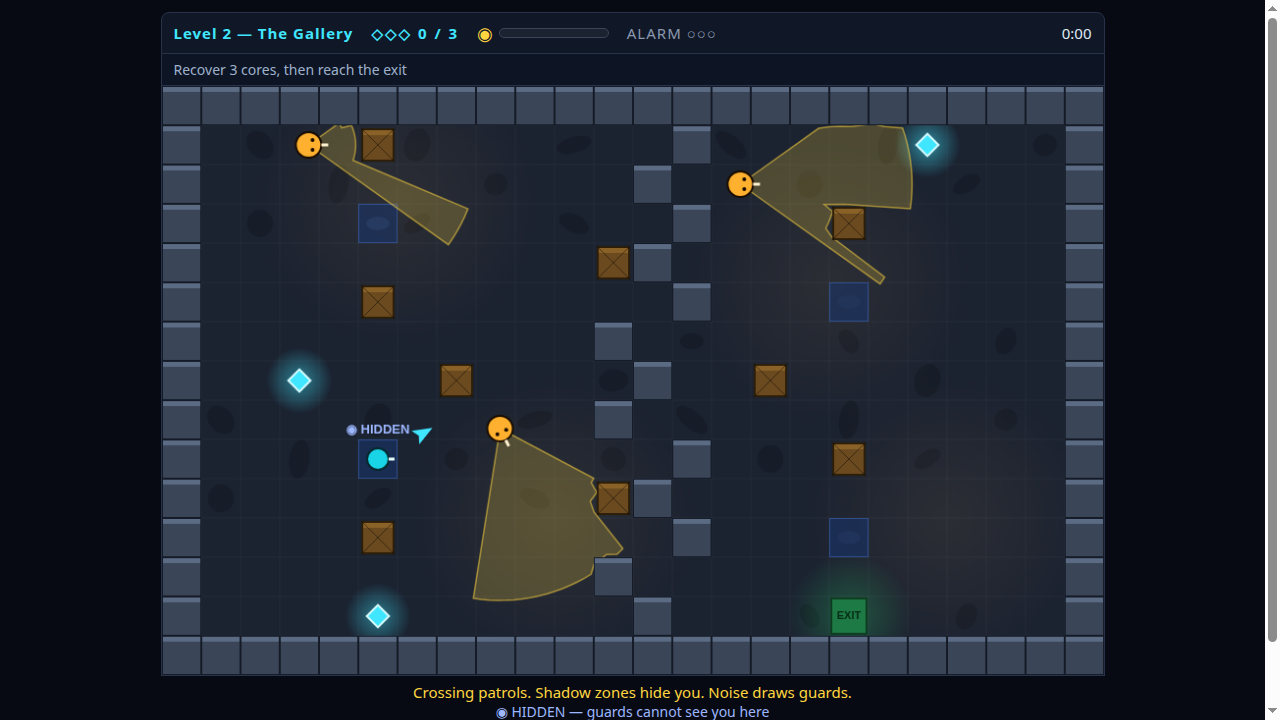 Level 2 — The Gallery ◇◇◇ 0 / 3 ALARM ○○○ 0:00
Recover 3 cores, then reach the exit
HIDDEN
EXIT
Crossing patrols. Shadow zones hide you. Noise draws guards.
◉ HIDDEN — guards cannot see you here